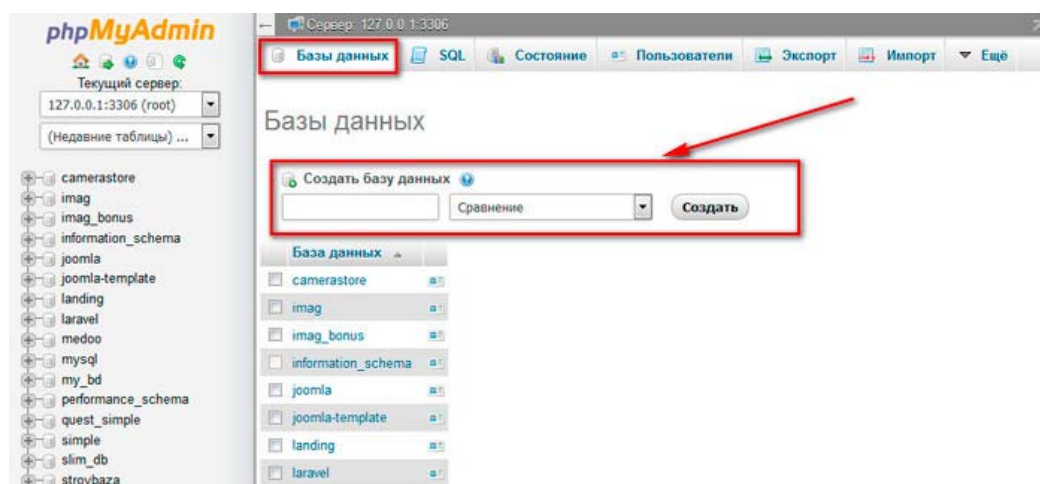 phpMyAdmin
Текущий сервер:
127.0.0.1:3306 (root)
(Недавние таблицы) ...
camerastore
imag
imag_bonus
information_schema
joomla
joomla-template
landing
laravel
medoo
mysql
my_bd
performance_schema
quest_simple
simple
slim_db
stroybaza
Сервер: 127.0.0.1:3306
Базы данных
SQL
Состояние
Пользователи
Экспорт
Импорт
Ещё
Базы данных
Создать базу данных
Сравнение
Создать
База данных
camerastore
imag
imag_bonus
information_schema
joomla
joomla-template
landing
laravel